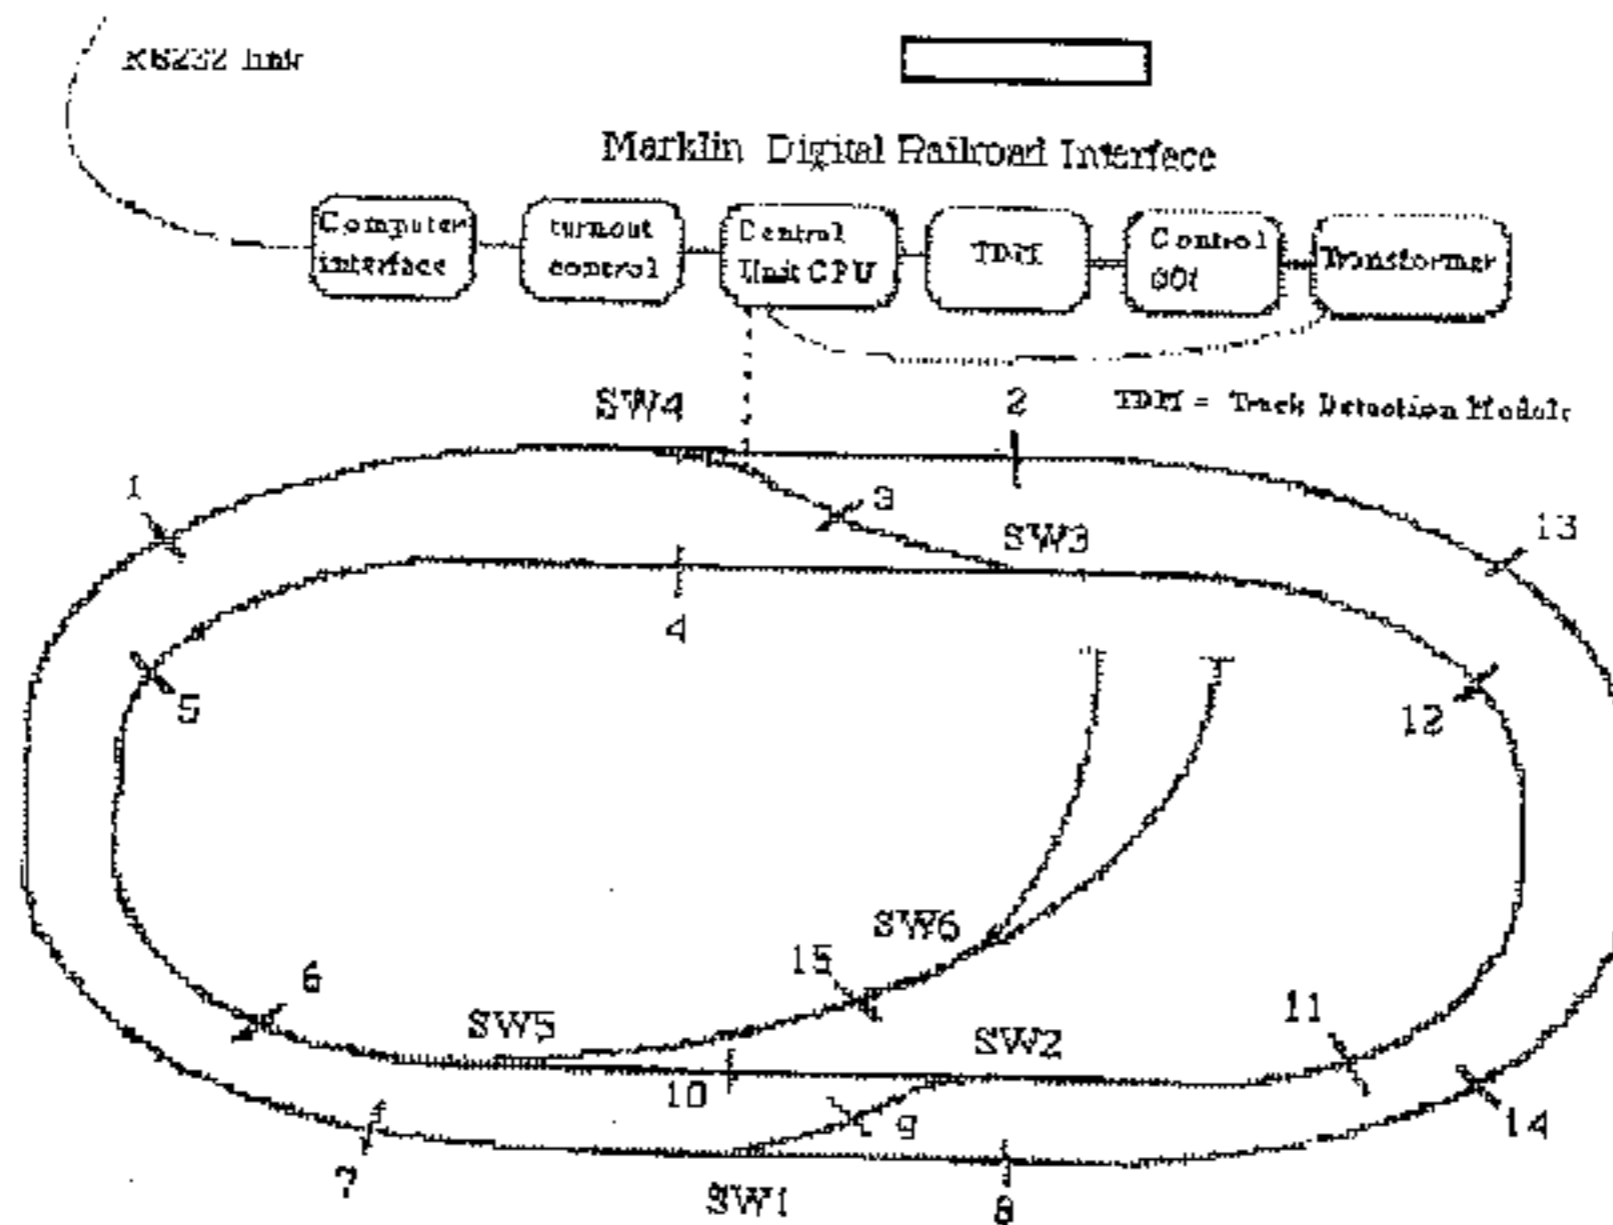 RS232 link
Marklin Digital Railroad Interface
Computer interface
turnout control
Central Unit CPU
TDM
Control
Transformer
SW4
2
TDM = Track Detection Module
1
3
SW3
13
4
5
12
SW6
15
6
SW5
SW2
11
10
9
7
14
SW1
8